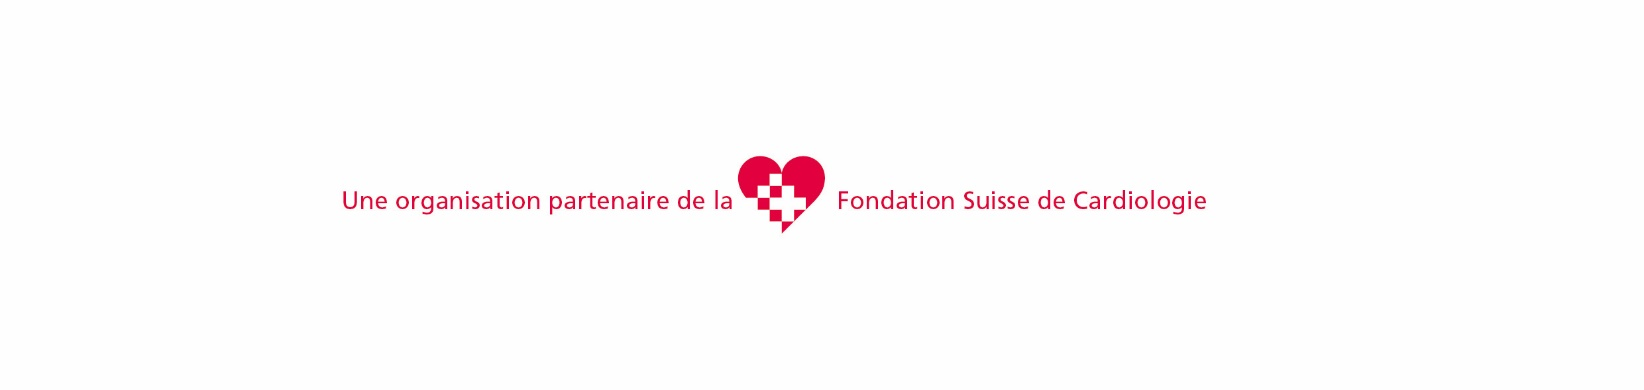 Une organisation partenaire de la Fondation Suisse de Cardiologie